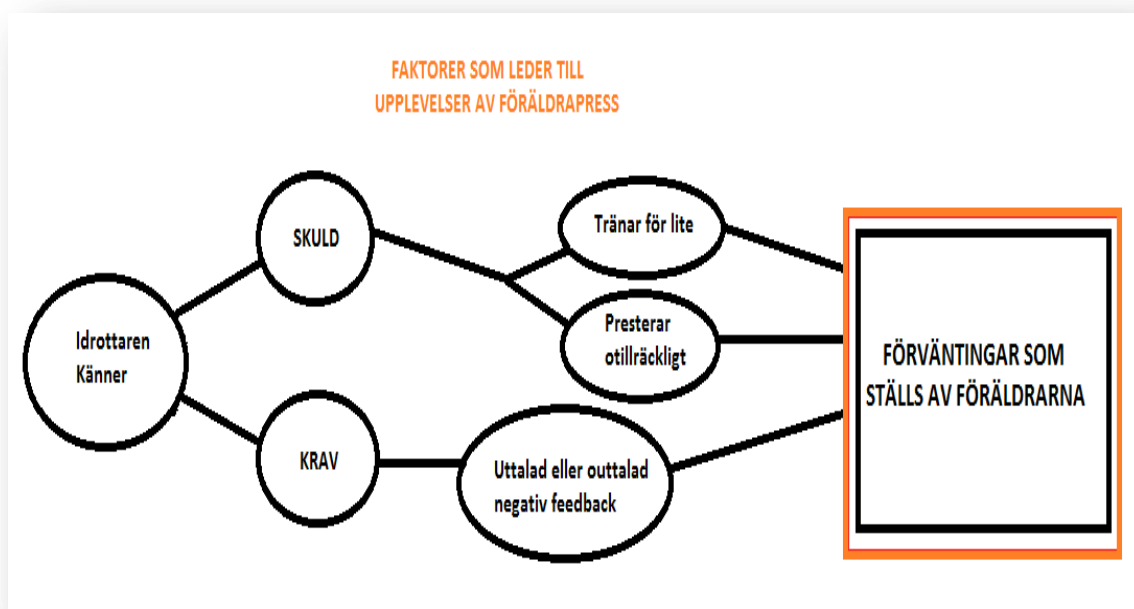 FAKTORER SOM LEDER TILL
UPPLEVELSER AV FÖRÄLDRAPRESS
SKULD
Tränar för lite
Idrottaren
Känner
Presterar
otillräckligt
FÖRVÄNTINGAR SOM
STÄLLS AV FÖRÄLDRARNA
KRAV
Uttalad eller outtalad
negativ feedback